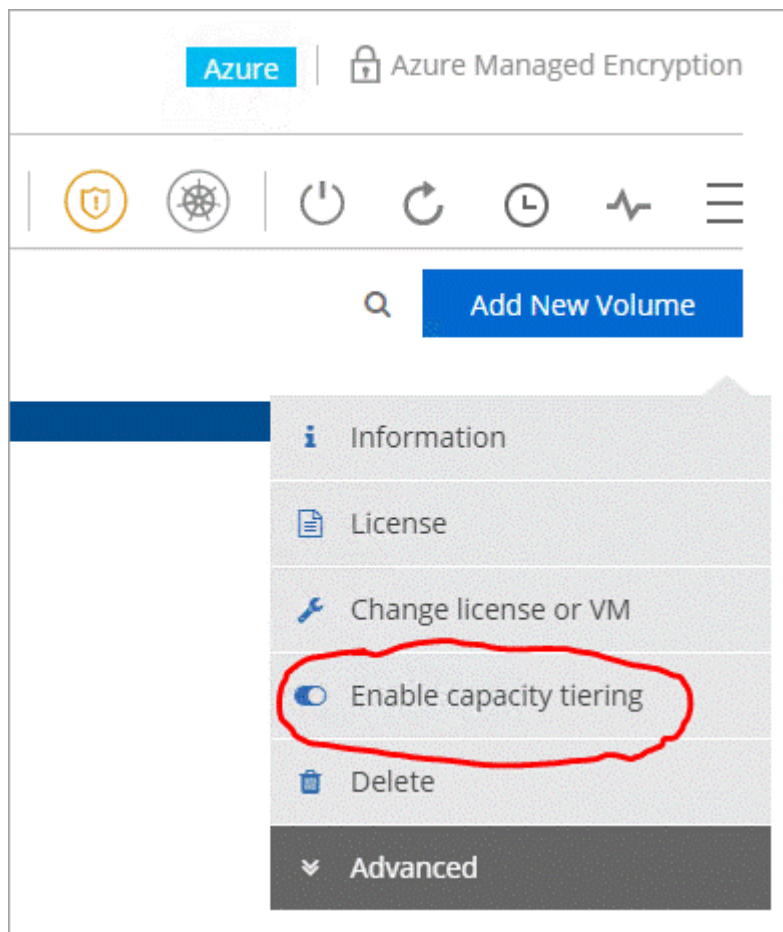 Azure
Azure Managed Encryption
Add New Volume
Information
License
Change license or VM
Enable capacity tiering
Delete
Advanced